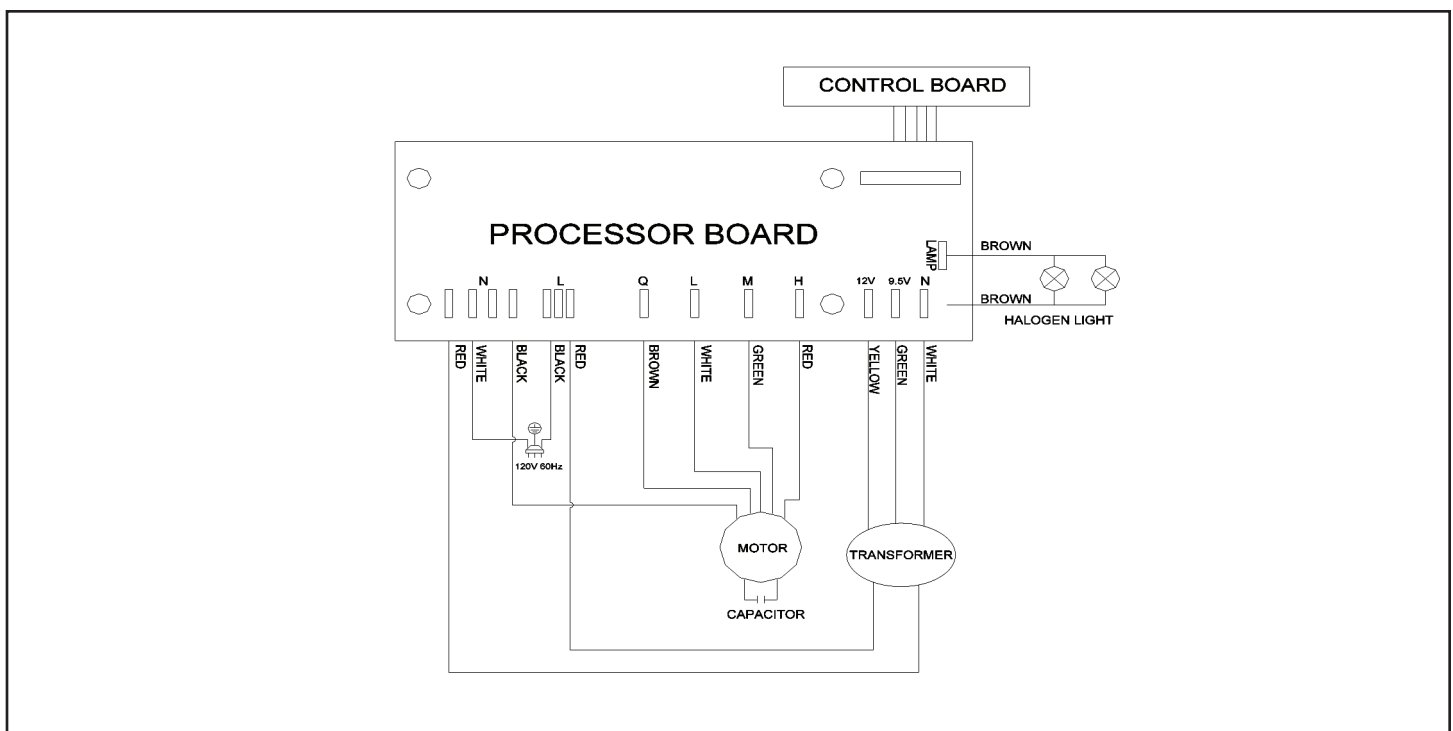 CONTROL BOARD
PROCESSOR BOARD
LAMP
BROWN
N L Q L M H 12V 9.5V N
BROWN
HALOGEN LIGHT
RED WHITE BLACK BLACK RED BROWN WHITE GREEN RED YELLOW GREEN WHITE
120V 60Hz
MOTOR
TRANSFORMER
CAPACITOR